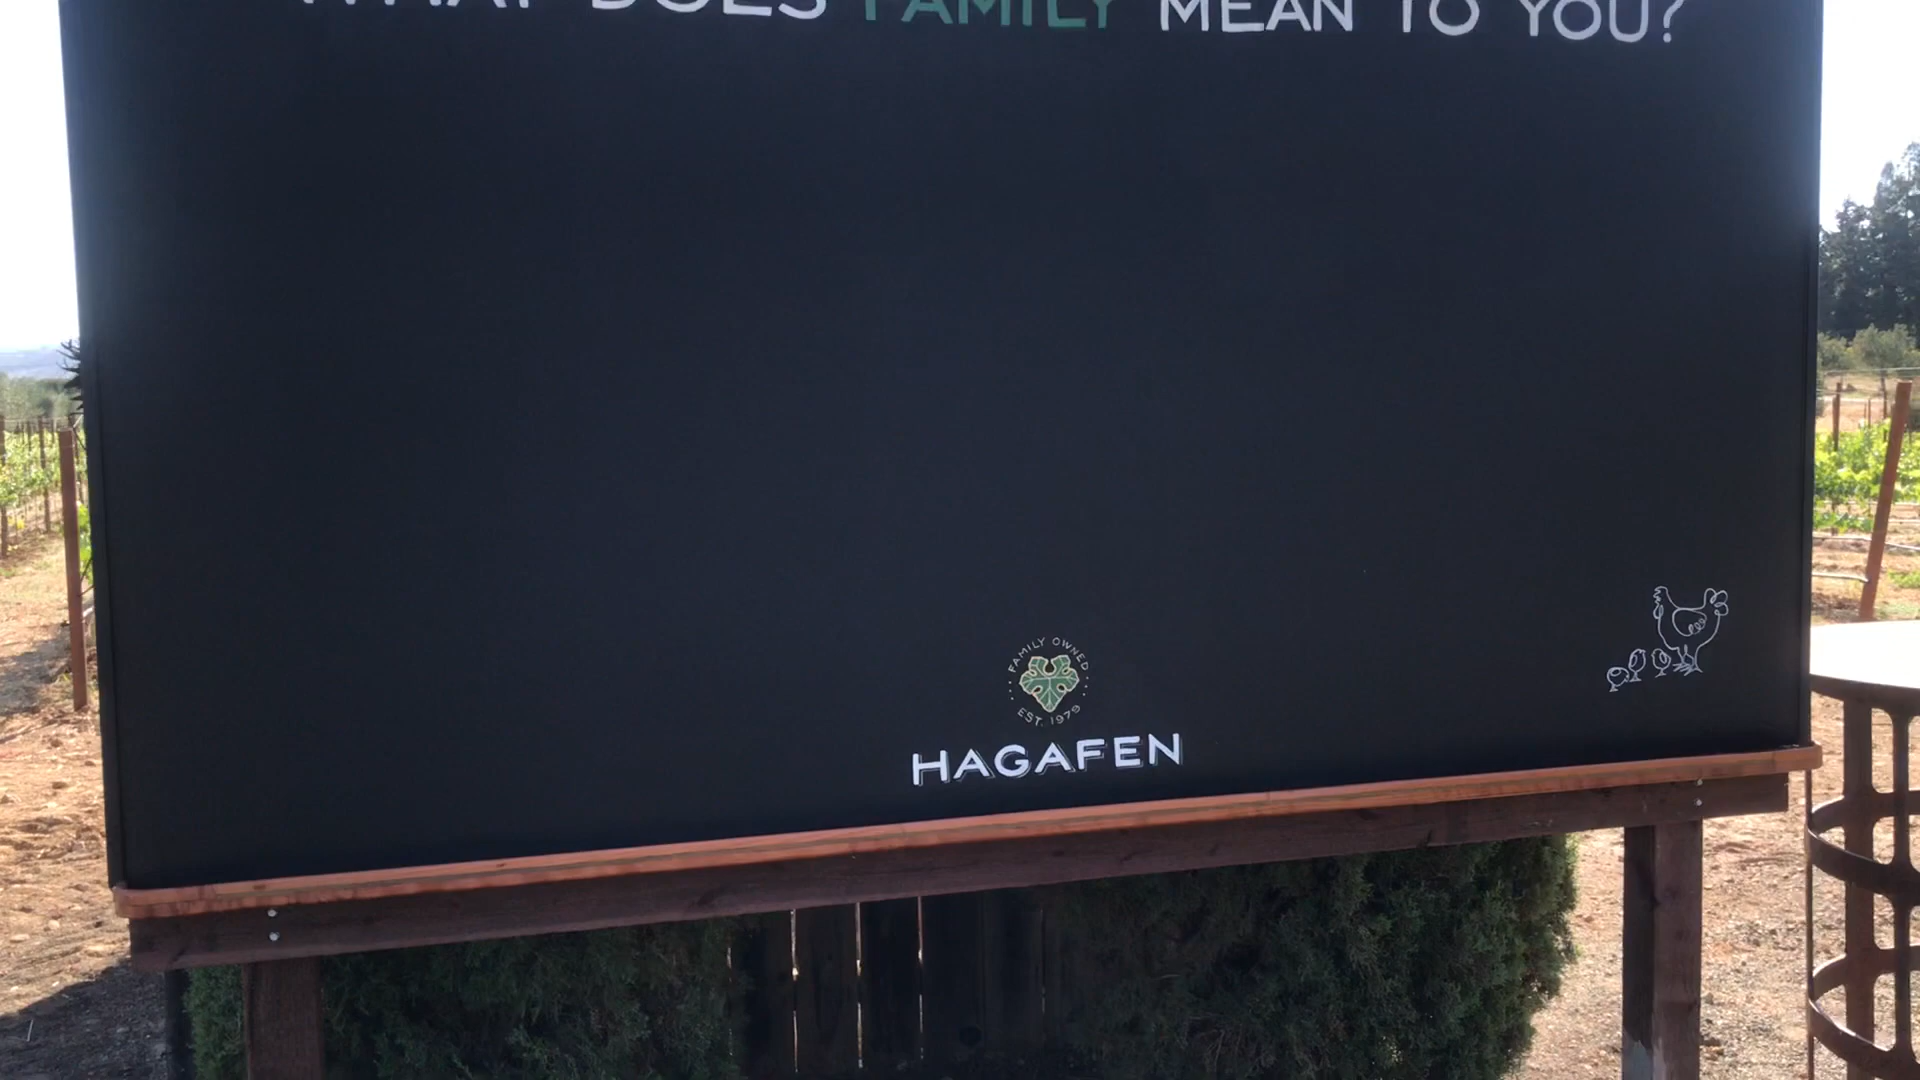 WHAT DOES FAMILY MEAN TO YOU?
FAMILY OWNED
EST. 1979
HAGAFEN